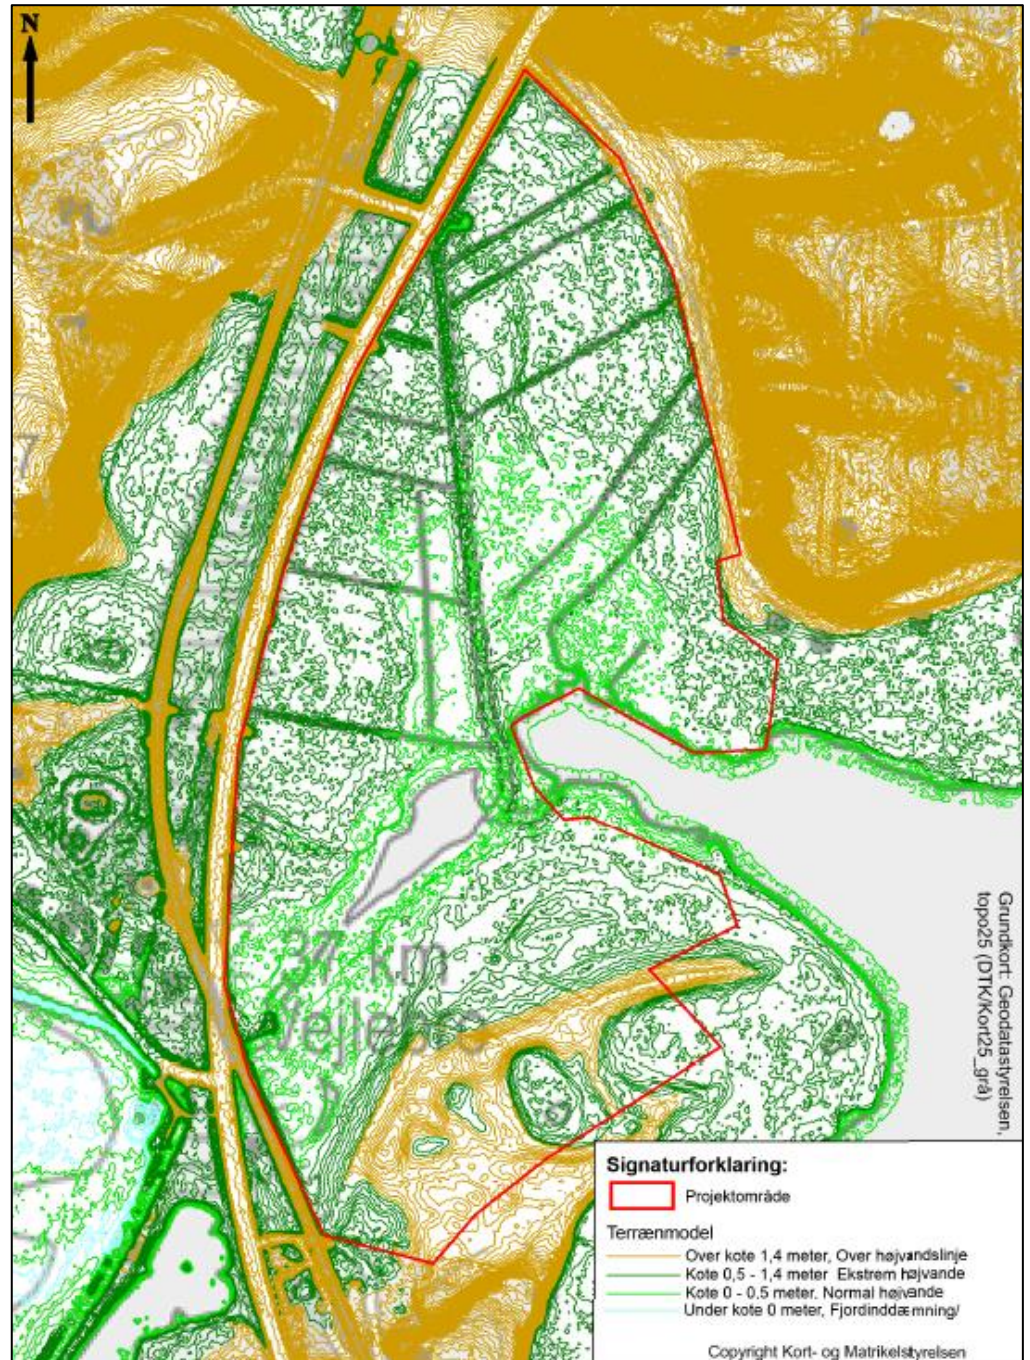 N
7
37 km
Grundkort: Geodatastyrelsen,
topo25 (DTK/Kort25_grå)
Signaturforklaring:
Projektområde
Terrænmodel
Over kote 1,4 meter, Over højvandslinje
Kote 0,5 - 1,4 meter Ekstrem højvande
Kote 0 - 0,5 meter. Normal højvande
Under kote 0 meter, Fjordinddæmning/
Copyright Kort- og Matrikelstyrelsen